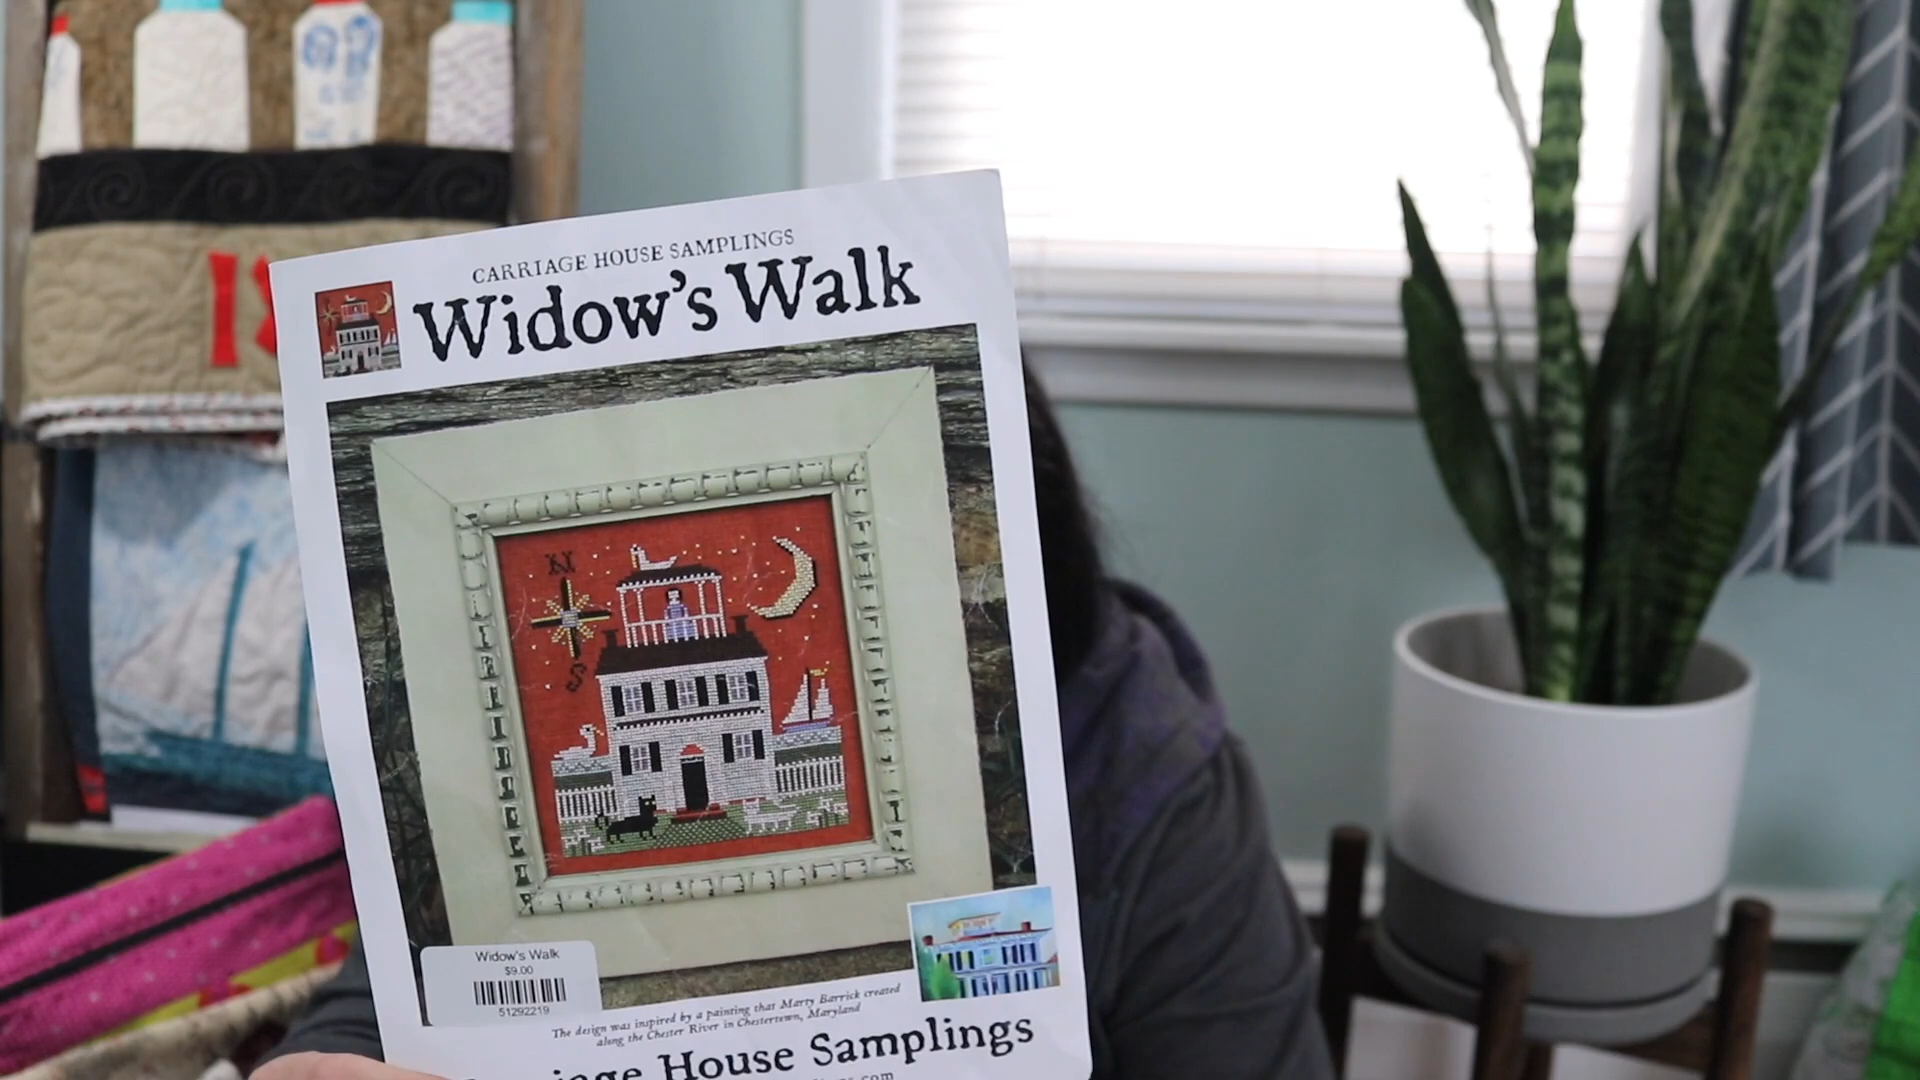 CARRIAGE HOUSE SAMPLINGS
Widow's Walk
N
S
Widow's Walk
$9.00
51292219
The design was inspired by a painting that Marty Barrick created
along the Chester River in Chestertown, Maryland
House Samplings
.com